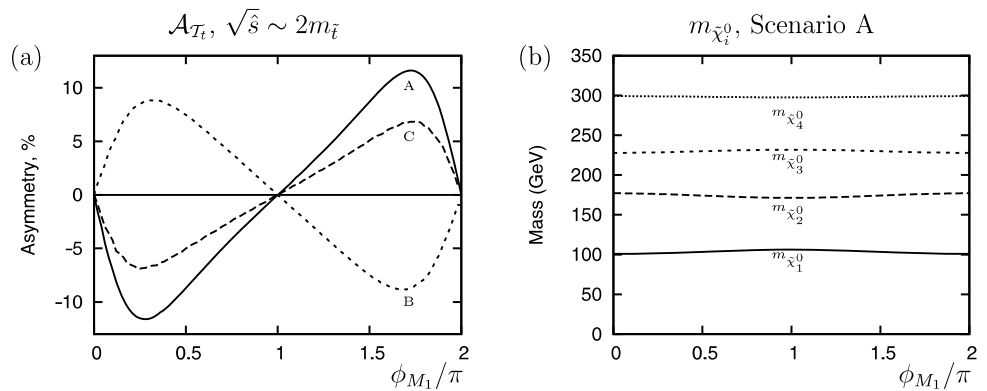 𝒜_{𝒯_t}, √ŝ ∼ 2m_{t̃}
(a)
10
5
0
-5
-10
Asymmetry, %
A
C
B
0 0.5 1 1.5 2
ϕ_{M_1}/π
m_{χ̃_i^0}, Scenario A
(b)
350
300
250
200
150
100
50
0
Mass (GeV)
m_{χ̃_4^0}
m_{χ̃_3^0}
m_{χ̃_2^0}
m_{χ̃_1^0}
0 0.5 1 1.5 2
ϕ_{M_1}/π